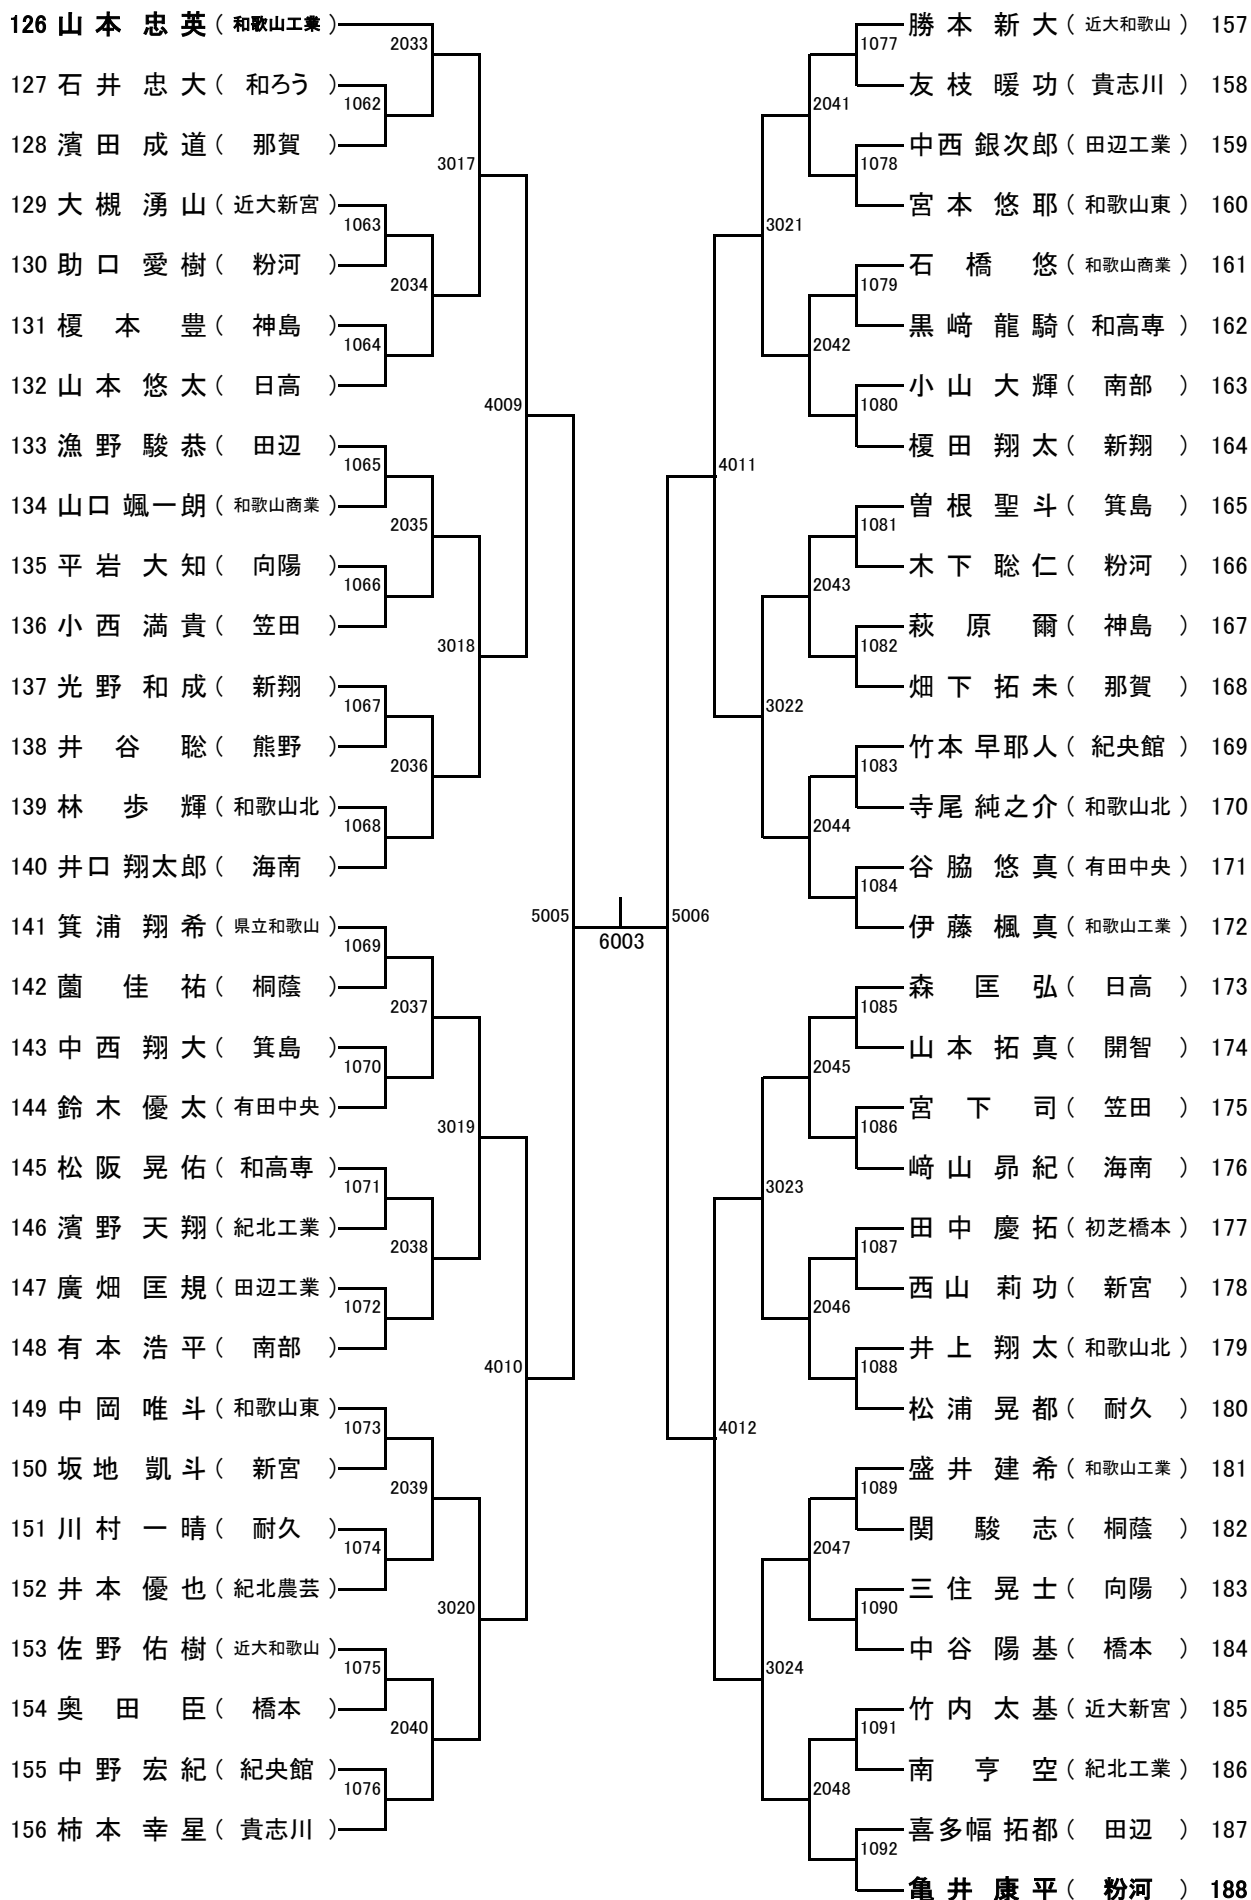 126 山本 忠英 ( 和歌山工業 )
127 石井 忠大 ( 和ろう )
128 濱田 成道 ( 那賀 )
129 大槻 湧山 ( 近大新宮 )
130 助口 愛樹 ( 粉河 )
131 榎本 豊 ( 神島 )
132 山本 悠太 ( 日高 )
133 漁野 駿恭 ( 田辺 )
134 山口 颯一朗 ( 和歌山商業 )
135 平岩 大知 ( 向陽 )
136 小西 満貴 ( 笠田 )
137 光野 和成 ( 新翔 )
138 井谷 聡 ( 熊野 )
139 林 歩輝 ( 和歌山北 )
140 井口 翔太郎 ( 海南 )
141 箕浦 翔希 ( 県立和歌山 )
142 薗 佳祐 ( 桐蔭 )
143 中西 翔大 ( 箕島 )
144 鈴木 優太 ( 有田中央 )
145 松阪 晃佑 ( 和高専 )
146 濱野 天翔 ( 紀北工業 )
147 廣畑 匡規 ( 田辺工業 )
148 有本 浩平 ( 南部 )
149 中岡 唯斗 ( 和歌山東 )
150 坂地 凱斗 ( 新宮 )
151 川村 一晴 ( 耐久 )
152 井本 優也 ( 紀北農芸 )
153 佐野 佑樹 ( 近大和歌山 )
154 奥田 臣 ( 橋本 )
155 中野 宏紀 ( 紀央館 )
156 柿本 幸星 ( 貴志川 )
1062
1063
1064
1065
1066
1067
1068
1069
1070
1071
1072
1073
1074
1075
1076
2033
2034
2035
2036
2037
2038
2039
2040
3017
3018
3019
3020
4009
4010
5005
6003
5006
4011
4012
3021
3022
3023
3024
2041
2042
2043
2044
2045
2046
2047
2048
1077
1078
1079
1080
1081
1082
1083
1084
1085
1086
1087
1088
1089
1090
1091
1092
勝本 新大 ( 近大和歌山 ) 157
友枝 暖功 ( 貴志川 ) 158
中西 銀次郎 ( 田辺工業 ) 159
宮本 悠耶 ( 和歌山東 ) 160
石橋 悠 ( 和歌山商業 ) 161
黒﨑 龍騎 ( 和高専 ) 162
小山 大輝 ( 南部 ) 163
榎田 翔太 ( 新翔 ) 164
曽根 聖斗 ( 箕島 ) 165
木下 聡仁 ( 粉河 ) 166
萩原 爾 ( 神島 ) 167
畑下 拓未 ( 那賀 ) 168
竹本 早耶人 ( 紀央館 ) 169
寺尾 純之介 ( 和歌山北 ) 170
谷脇 悠真 ( 有田中央 ) 171
伊藤 楓真 ( 和歌山工業 ) 172
森 匡弘 ( 日高 ) 173
山本 拓真 ( 開智 ) 174
宮下 司 ( 笠田 ) 175
﨑山 昴紀 ( 海南 ) 176
田中 慶拓 ( 初芝橋本 ) 177
西山 莉功 ( 新宮 ) 178
井上 翔太 ( 和歌山北 ) 179
松浦 晃都 ( 耐久 ) 180
盛井 建希 ( 和歌山工業 ) 181
関 駿志 ( 桐蔭 ) 182
三住 晃士 ( 向陽 ) 183
中谷 陽基 ( 橋本 ) 184
竹内 太基 ( 近大新宮 ) 185
南 亨空 ( 紀北工業 ) 186
喜多幅 拓都 ( 田辺 ) 187
亀井 康平 ( 粉河 ) 188